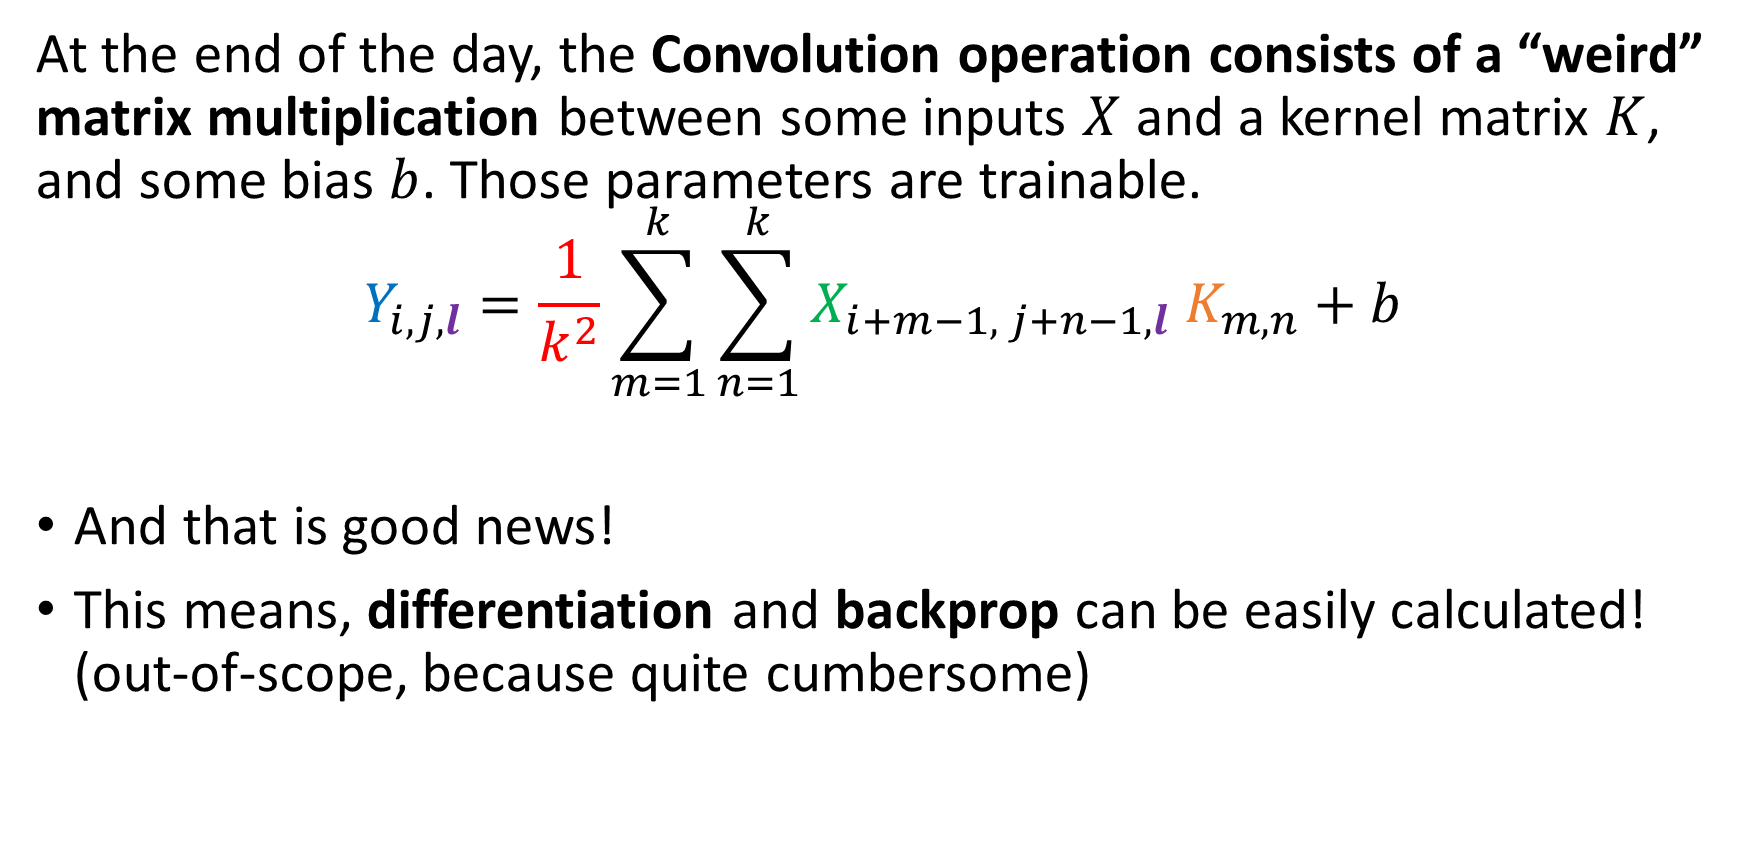 At the end of the day, the Convolution operation consists of a “weird”
matrix multiplication between some inputs X and a kernel matrix K,
and some bias b. Those parameters are trainable.
Y_{i,j,l} = \frac{1}{k^2} \sum_{m=1}^{k} \sum_{n=1}^{k} X_{i+m−1, j+n−1,l} K_{m,n} + b
• And that is good news!
• This means, differentiation and backprop can be easily calculated!
(out-of-scope, because quite cumbersome)